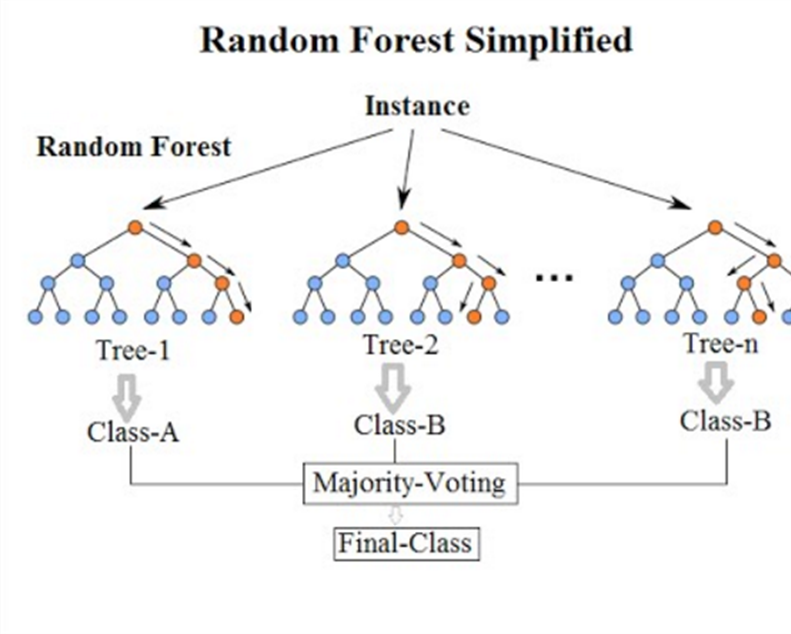 Random Forest Simplified
Instance
Random Forest
...
Tree-1
Tree-2
Tree-n
Class-A
Class-B
Class-B
Majority-Voting
Final-Class